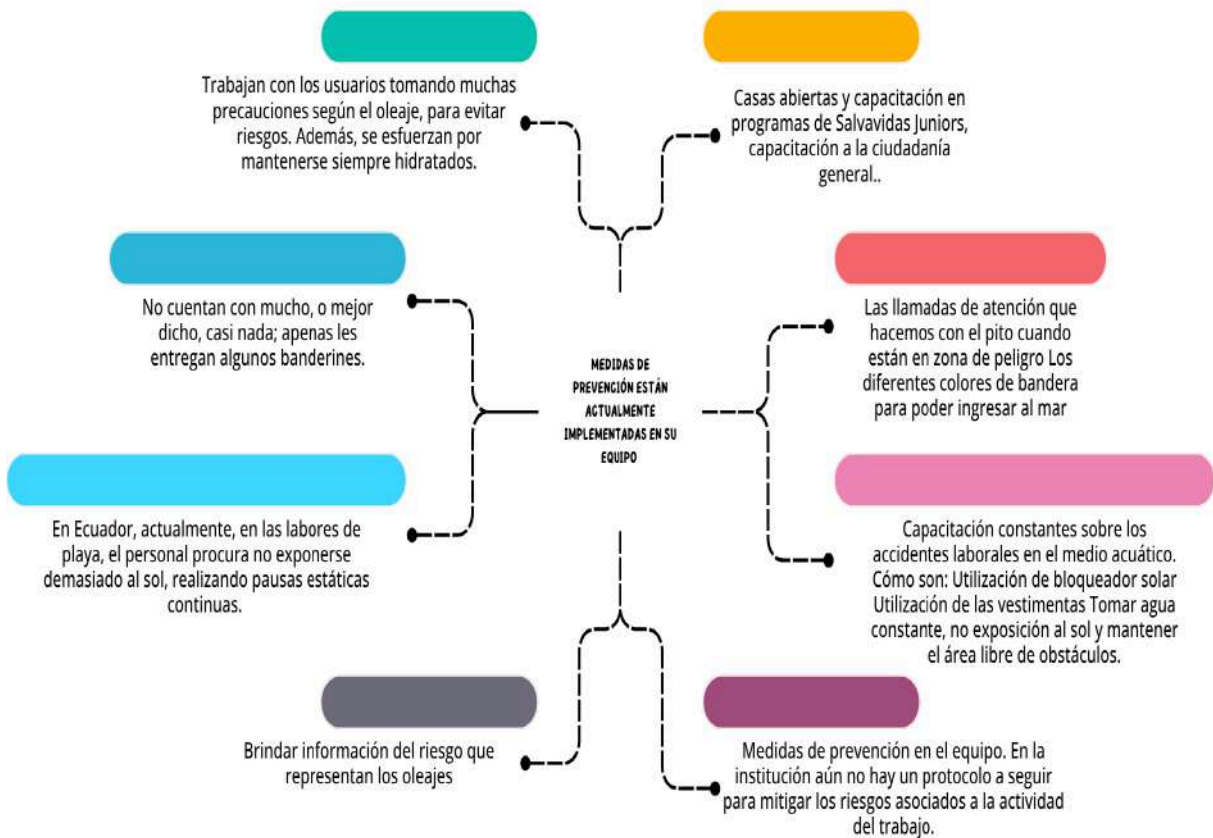 Trabajan con los usuarios tomando muchas
precauciones según el oleaje, para evitar
riesgos. Además, se esfuerzan por
mantenerse siempre hidratados.
Casas abiertas y capacitación en
programas de Salvavidas Juniors,
capacitación a la ciudadanía
general..
No cuentan con mucho, o mejor
dicho, casi nada; apenas les
entregan algunos banderines.
Las llamadas de atención que
hacemos con el pito cuando
están en zona de peligro Los
diferentes colores de bandera
para poder ingresar al mar
MEDIDAS DE
PREVENCIÓN ESTÁN
ACTUALMENTE
IMPLEMENTADAS EN SU
EQUIPO
En Ecuador, actualmente, en las labores de
playa, el personal procura no exponerse
demasiado al sol, realizando pausas estáticas
continuas.
Capacitación constantes sobre los
accidentes laborales en el medio acuático.
Cómo son: Utilización de bloqueador solar
Utilización de las vestimentas Tomar agua
constante, no exposición al sol y mantener
el área libre de obstáculos.
Brindar información del riesgo que
representan los oleajes
Medidas de prevención en el equipo. En la
institución aún no hay un protocolo a seguir
para mitigar los riesgos asociados a la actividad
del trabajo.